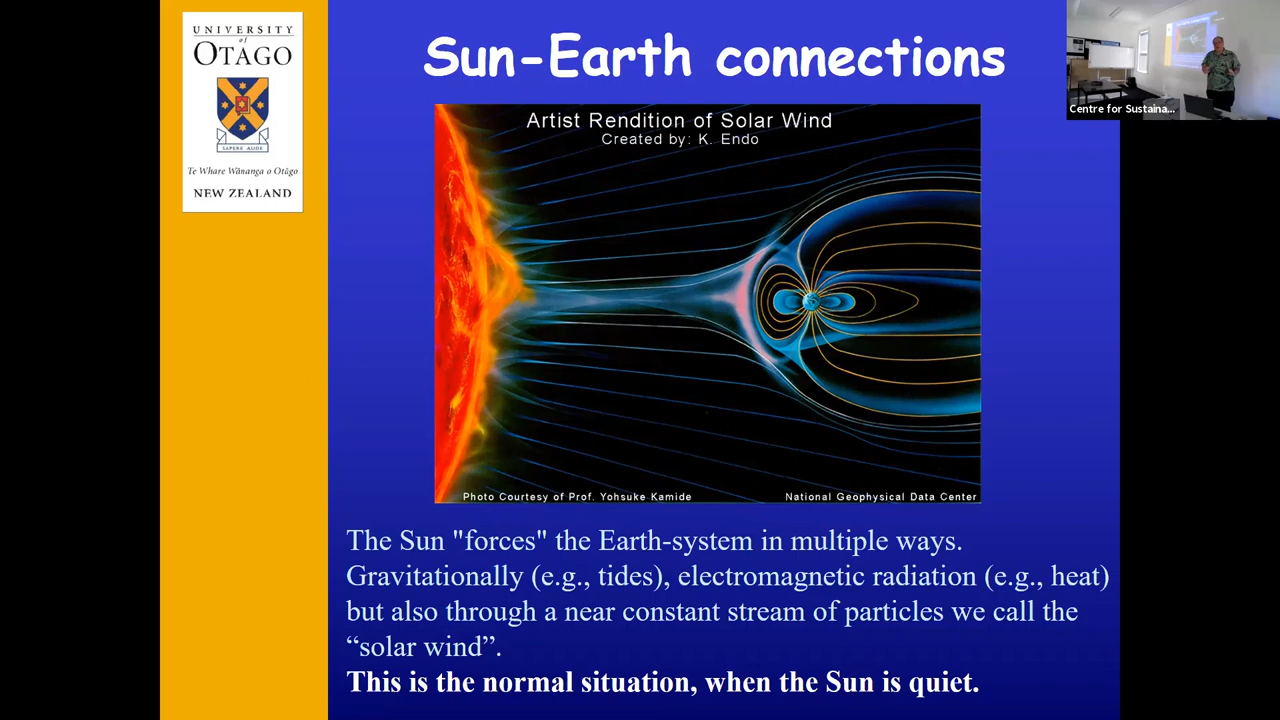 UNIVERSITY
of
OTAGO
SAPERE AUDE
Te Whare Wānanga o Otāgo
NEW ZEALAND
Sun-Earth connections
Artist Rendition of Solar Wind
Created by: K. Endo
Photo Courtesy of Prof. Yohsuke Kamide
National Geophysical Data Center
The Sun "forces" the Earth-system in multiple ways.
Gravitationally (e.g., tides), electromagnetic radiation (e.g., heat)
but also through a near constant stream of particles we call the
“solar wind”.
This is the normal situation, when the Sun is quiet.
Centre for Sustaina...